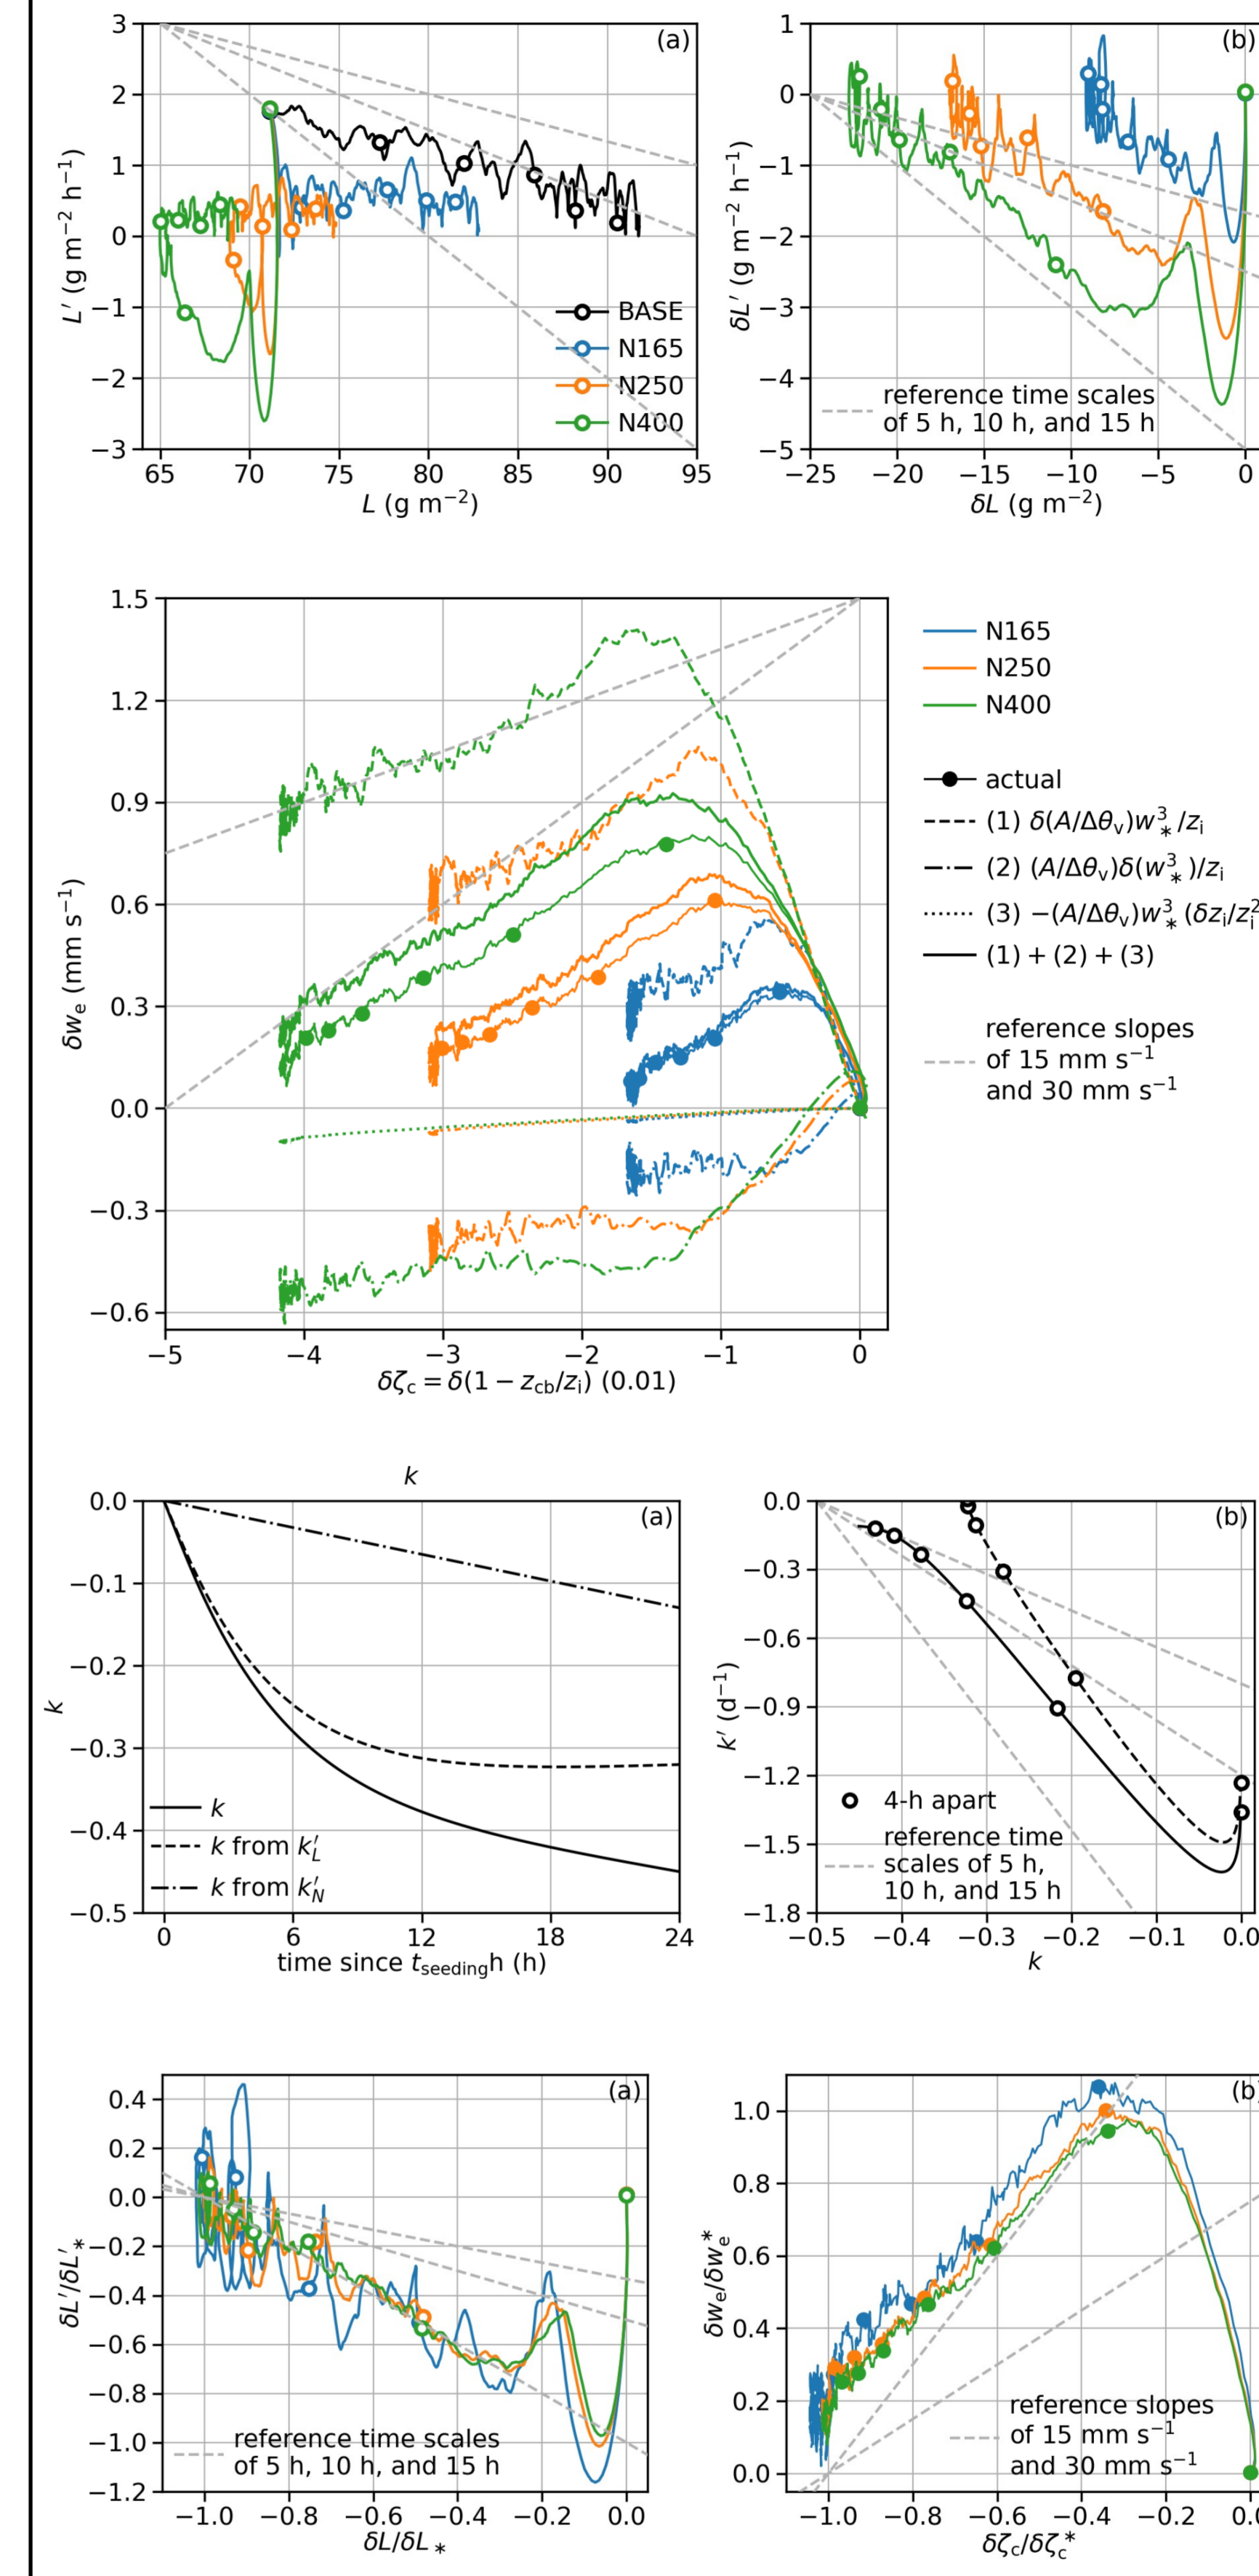 3
2
1
0
−1
−2
−3
L′ (g m−2 h−1)
(a)
BASE
N165
N250
N400
65 70 75 80 85 90 95
L (g m−2)
1
0
−1
−2
−3
−4
−5
δL′ (g m−2 h−1)
(b)
reference time scales
of 5 h, 10 h, and 15 h
−25 −20 −15 −10 −5 0
δL (g m−2)
1.5
1.2
0.9
0.6
0.3
0.0
−0.3
−0.6
δwe (mm s−1)
−5 −4 −3 −2 −1 0
δζc = δ(1 − zcb/zi) (0.01)
N165
N250
N400
actual
(1) δ(A/Δθv)w3∗/zi
(2) (A/Δθv)δ(w3∗)/zi
(3) −(A/Δθv)w3∗(δzi/z2i
(1) + (2) + (3)
reference slopes
of 15 mm s−1
and 30 mm s−1
k
0.0
−0.1
−0.2
−0.3
−0.4
−0.5
k
(a)
k
k from k′L
k from k′N
0 6 12 18 24
time since tseedingh (h)
0.0
−0.3
−0.6
−0.9
−1.2
−1.5
−1.8
k′ (d−1)
(b)
4-h apart
reference time
scales of 5 h,
10 h, and 15 h
−0.5 −0.4 −0.3 −0.2 −0.1 0.0
k
0.4
0.2
0.0
−0.2
−0.4
−0.6
−0.8
−1.0
−1.2
δL′/δL′∗
(a)
reference time scales
of 5 h, 10 h, and 15 h
−1.0 −0.8 −0.6 −0.4 −0.2 0.0
δL/δL∗
1.0
0.8
0.6
0.4
0.2
0.0
δwe/δw∗e
(b)
reference slopes
of 15 mm s−1
and 30 mm s−1
−1.0 −0.8 −0.6 −0.4 −0.2 0.0
δζc/δζ∗c